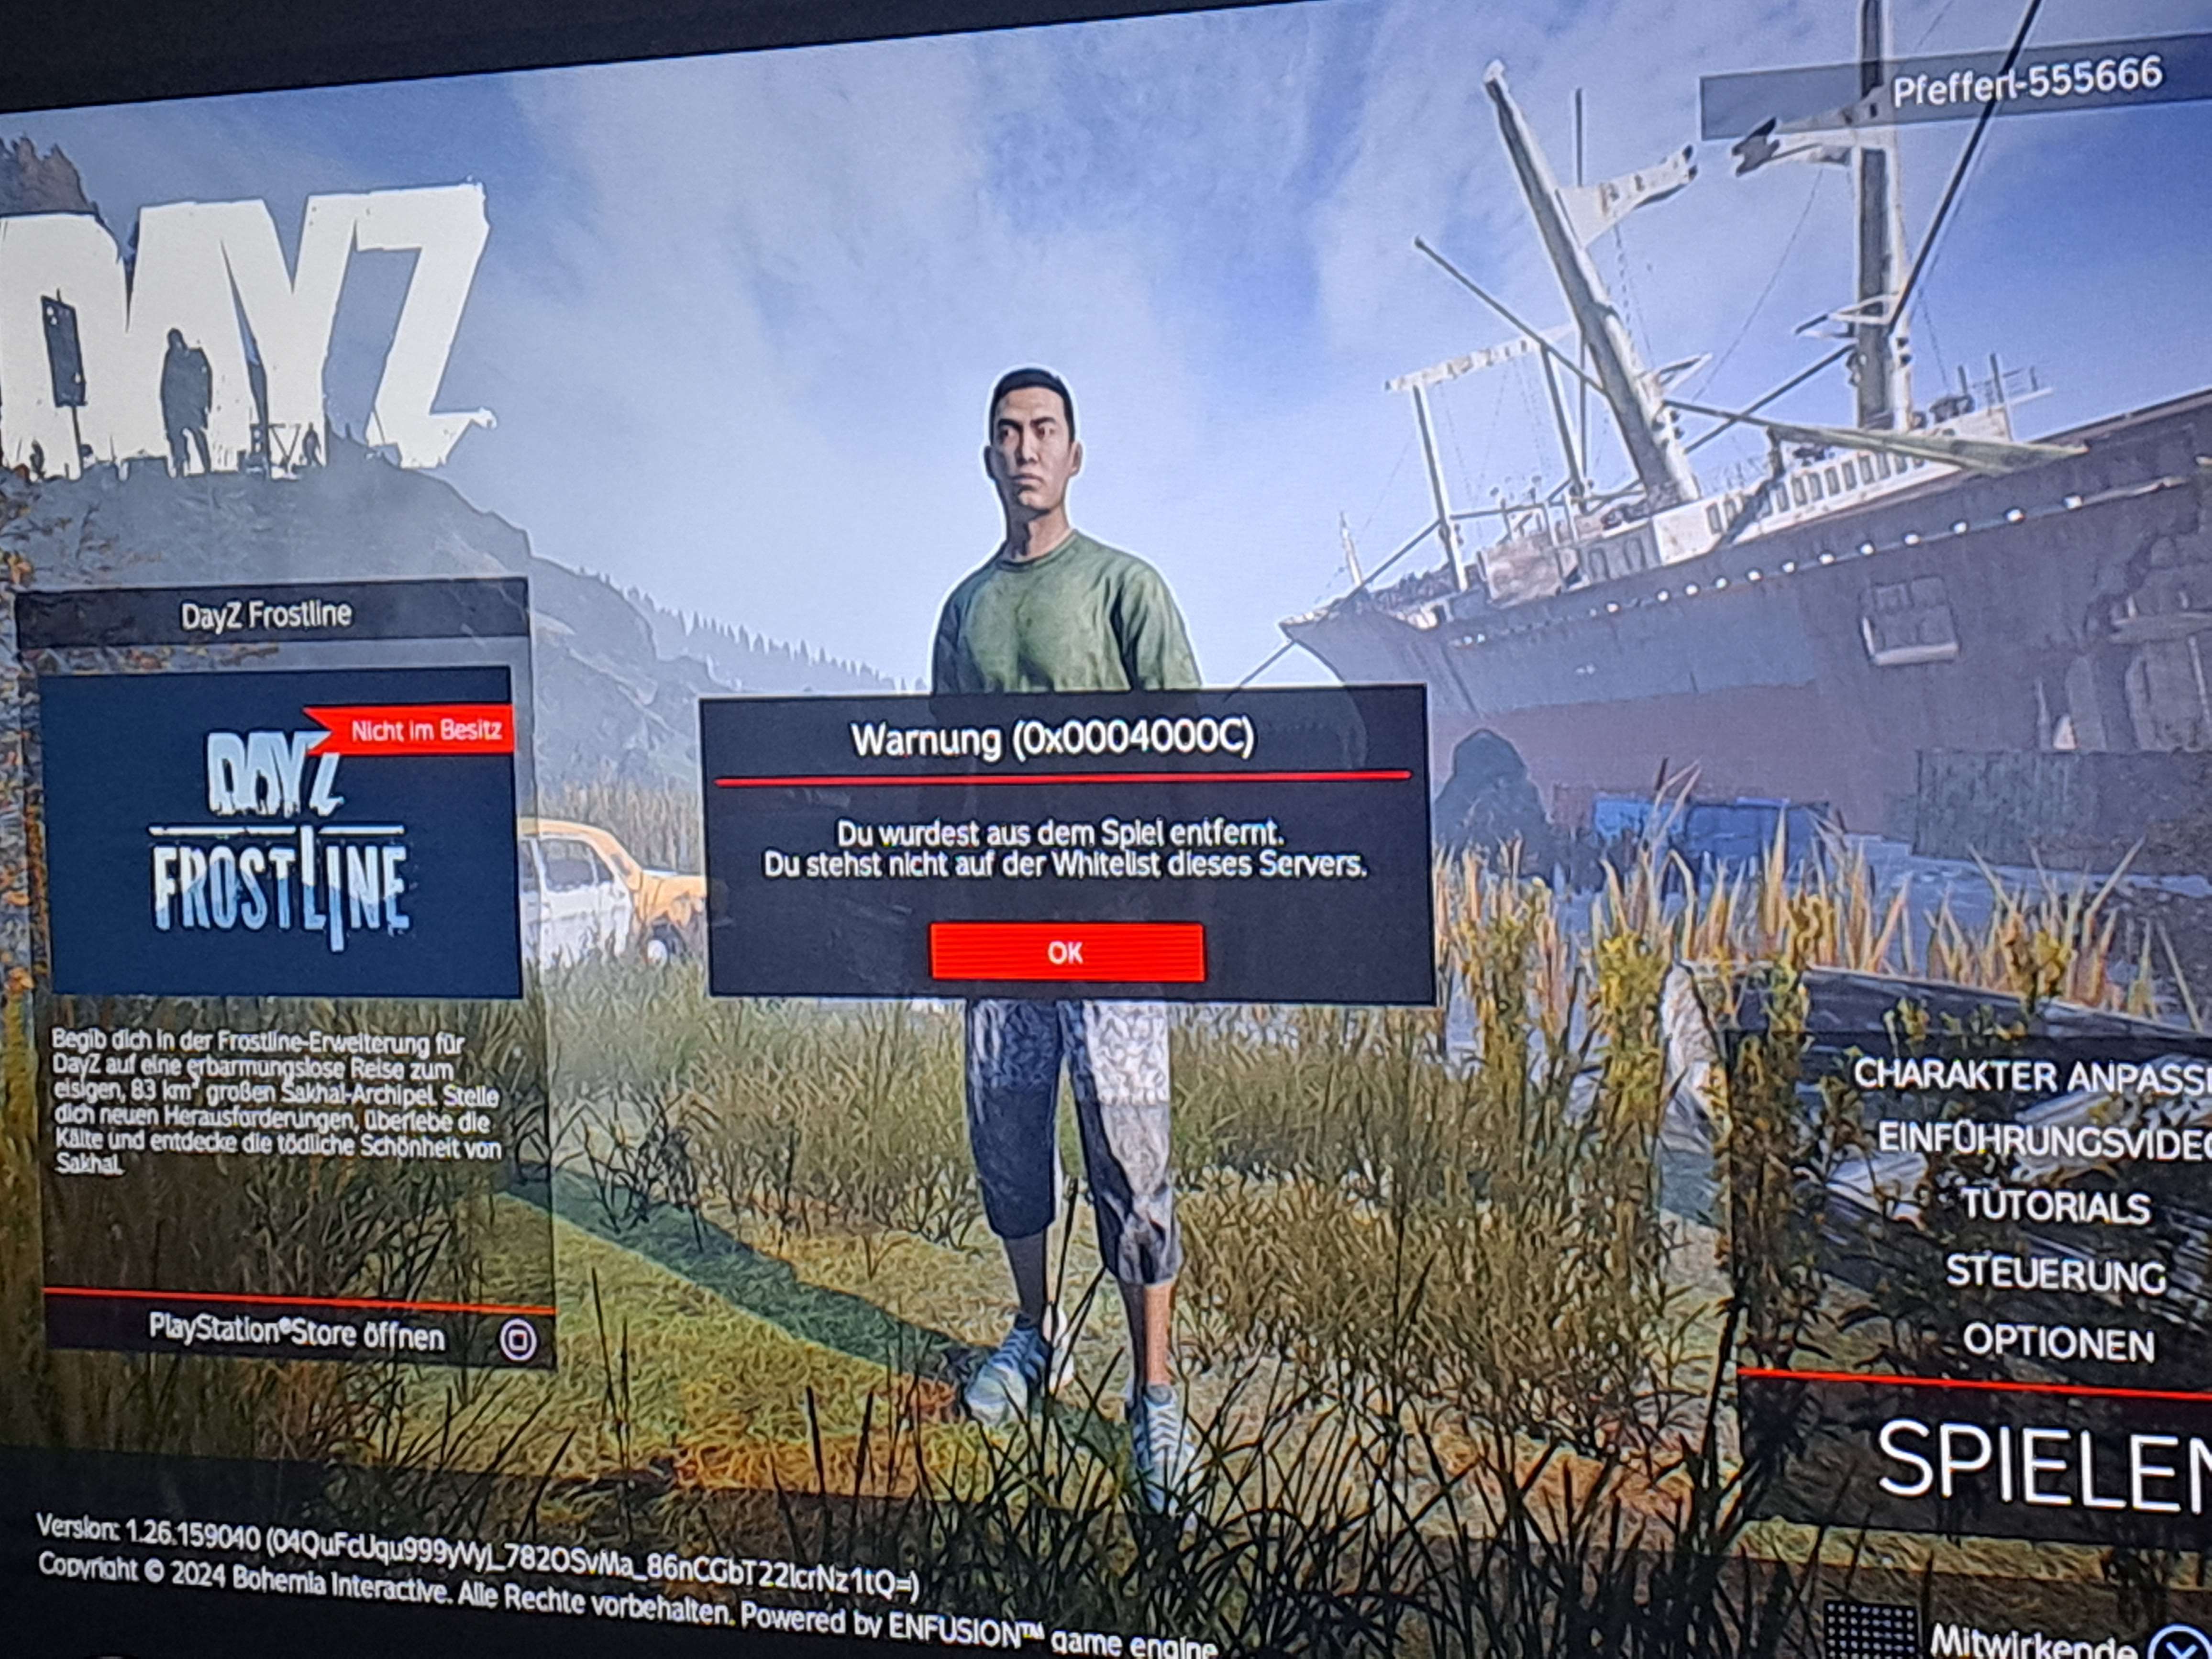 Pfefferl-555666
DAYZ
DayZ Frostline
Nicht im Besitz
DAYZ
FROSTLINE
Warnung (0x0004000C)
Du wurdest aus dem Spiel entfernt.
Du stehst nicht auf der Whitelist dieses Servers.
OK
Begib dich in der Frostline-Erweiterung für
DayZ auf eine erbarmungslose Reise zum
eisigen, 83 km² großen Sakhal-Archipel. Stelle
dich neuen Herausforderungen, überlebe die
Kälte und entdecke die tödliche Schönheit von
Sakhal.
PlayStation®Store öffnen
CHARAKTER ANPASSE
EINFÜHRUNGSVIDEO
TUTORIALS
STEUERUNG
OPTIONEN
SPIELEN
Version: 1.26.159040
Copyright © 2024 Bohemia Interactive. Alle Rechte vorbehalten. Powered by ENFUSION™ game engine
Mitwirkende